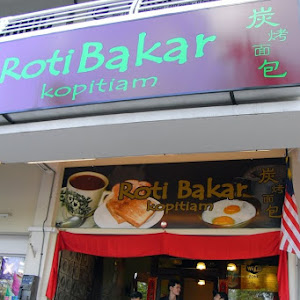 Roti Bakar
kopitiam
炭
烤
面
包
Roti Bakar
kopitiam
炭
烤
面
包